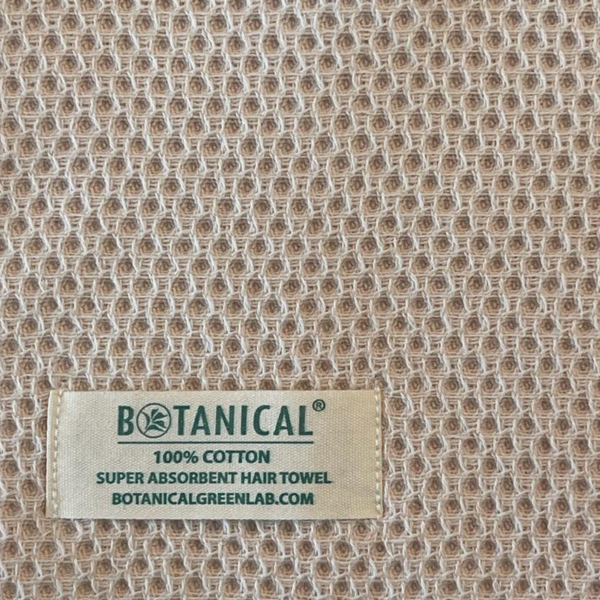 BOTANICAL®
100% COTTON
SUPER ABSORBENT HAIR TOWEL
BOTANICALGREENLAB.COM